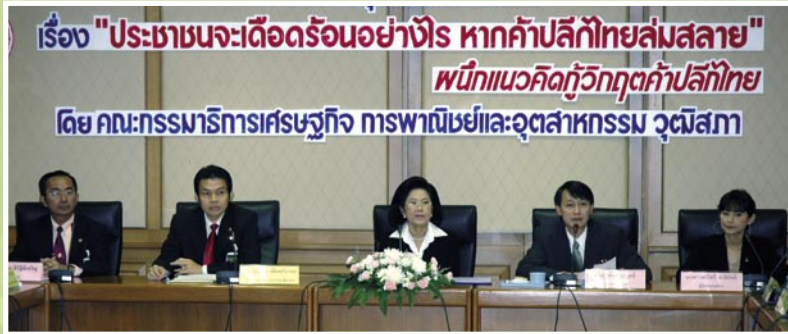 เรื่อง "ประชาชนจะเดือดร้อนอย่างไร หากค้าปลีกไทยล่มสลาย"
ผนึกแนวคิดกู้วิกฤตค้าปลีกไทย
โดย คณะกรรมาธิการเศรษฐกิจ การพาณิชย์และอุตสาหกรรม วุฒิสภา